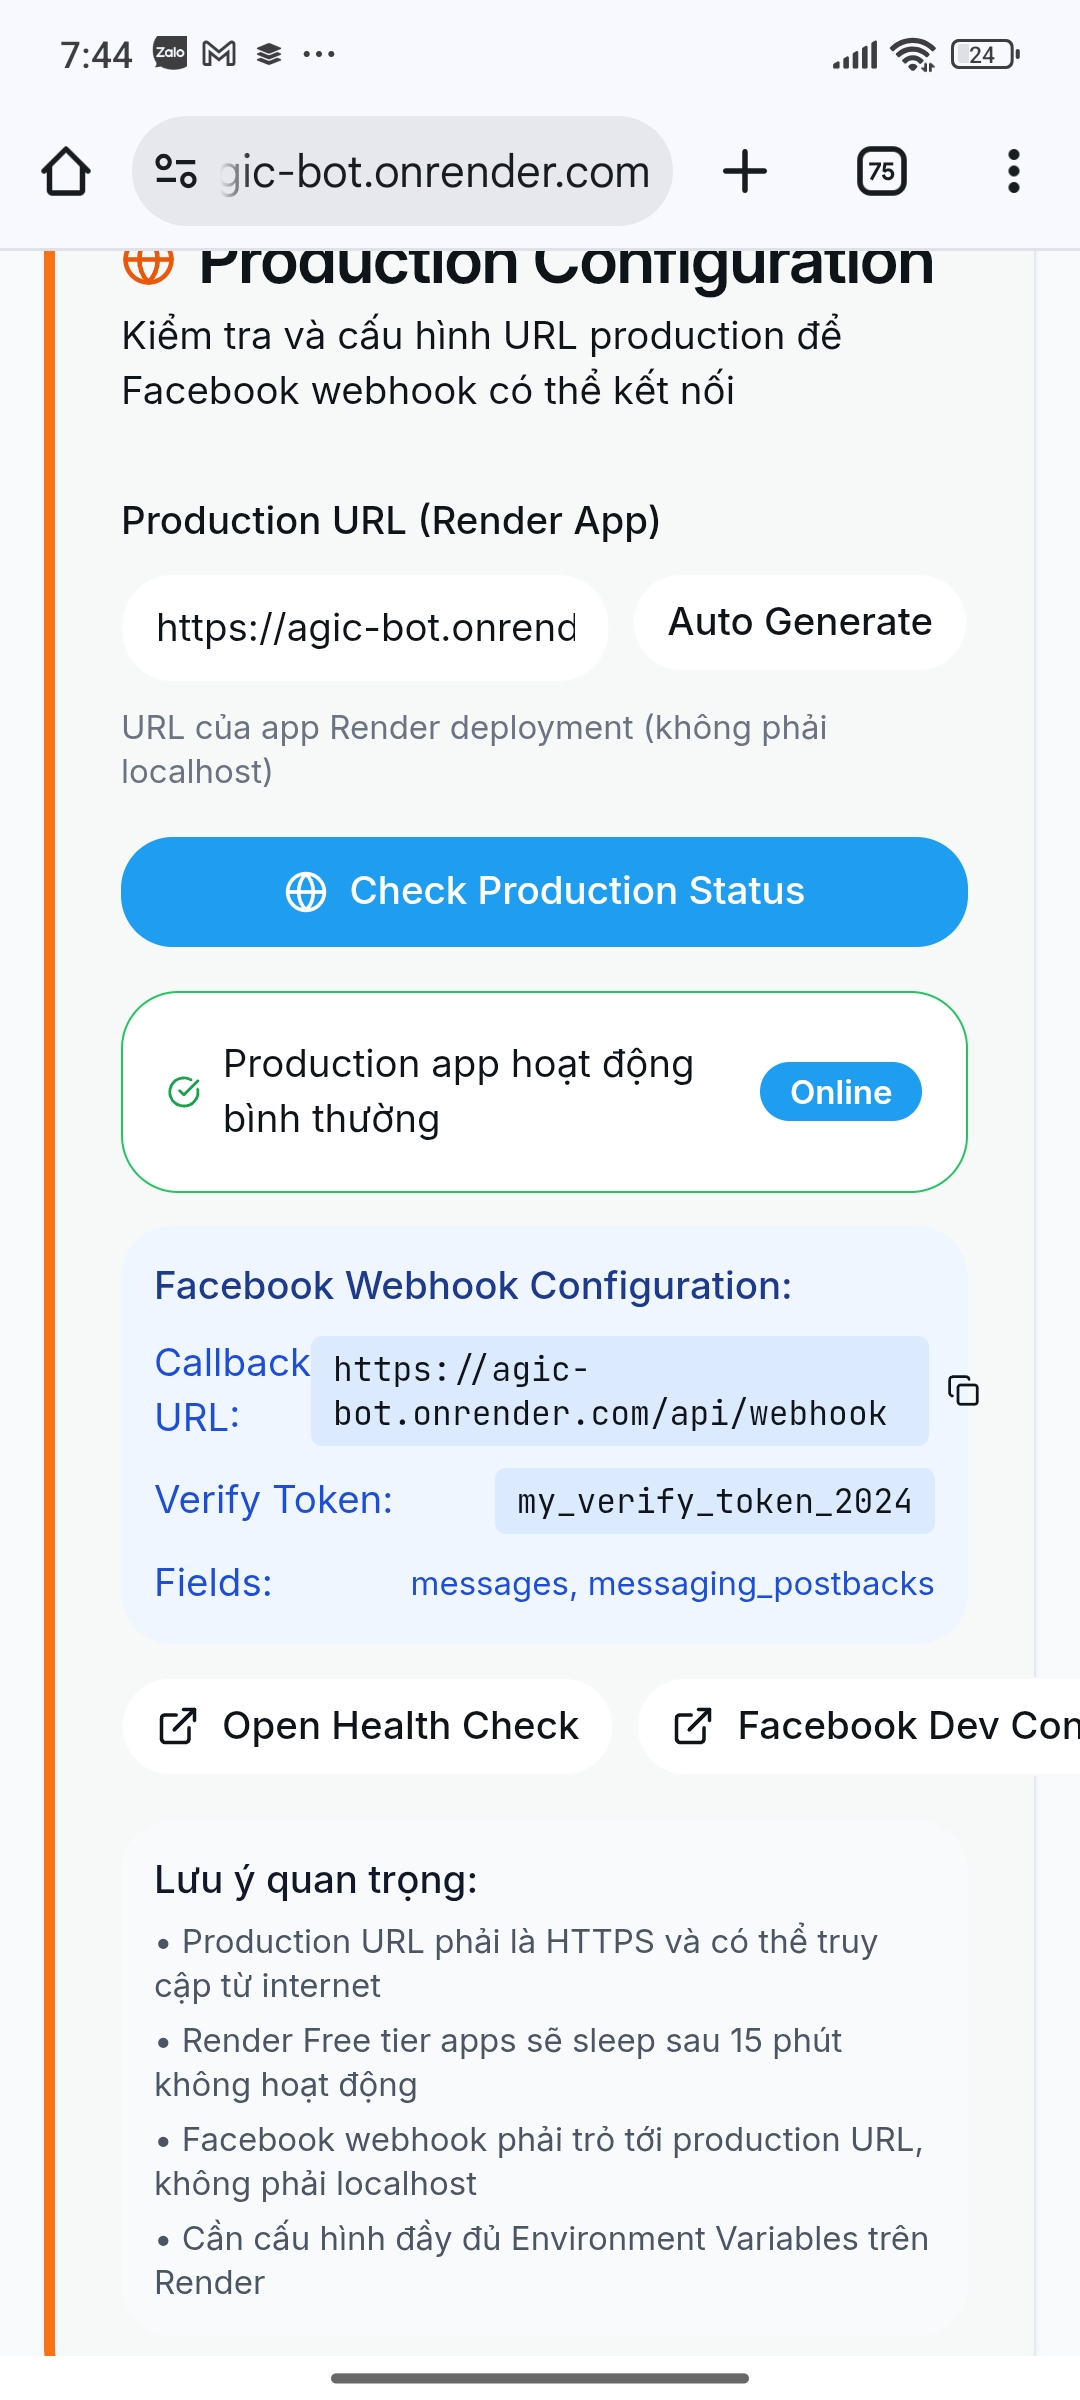 7:44 Zalo 24
gic-bot.onrender.com 75
Production Configuration
Kiểm tra và cấu hình URL production để
Facebook webhook có thể kết nối
Production URL (Render App)
https://agic-bot.onrend Auto Generate
URL của app Render deployment (không phải
localhost)
Check Production Status
Production app hoạt động
bình thường
Online
Facebook Webhook Configuration:
Callback
URL:
https://agic-
bot.onrender.com/api/webhook
Verify Token: my_verify_token_2024
Fields: messages, messaging_postbacks
Open Health Check Facebook Dev Con
Lưu ý quan trọng:
• Production URL phải là HTTPS và có thể truy
cập từ internet
• Render Free tier apps sẽ sleep sau 15 phút
không hoạt động
• Facebook webhook phải trỏ tới production URL,
không phải localhost
• Cần cấu hình đầy đủ Environment Variables trên
Render